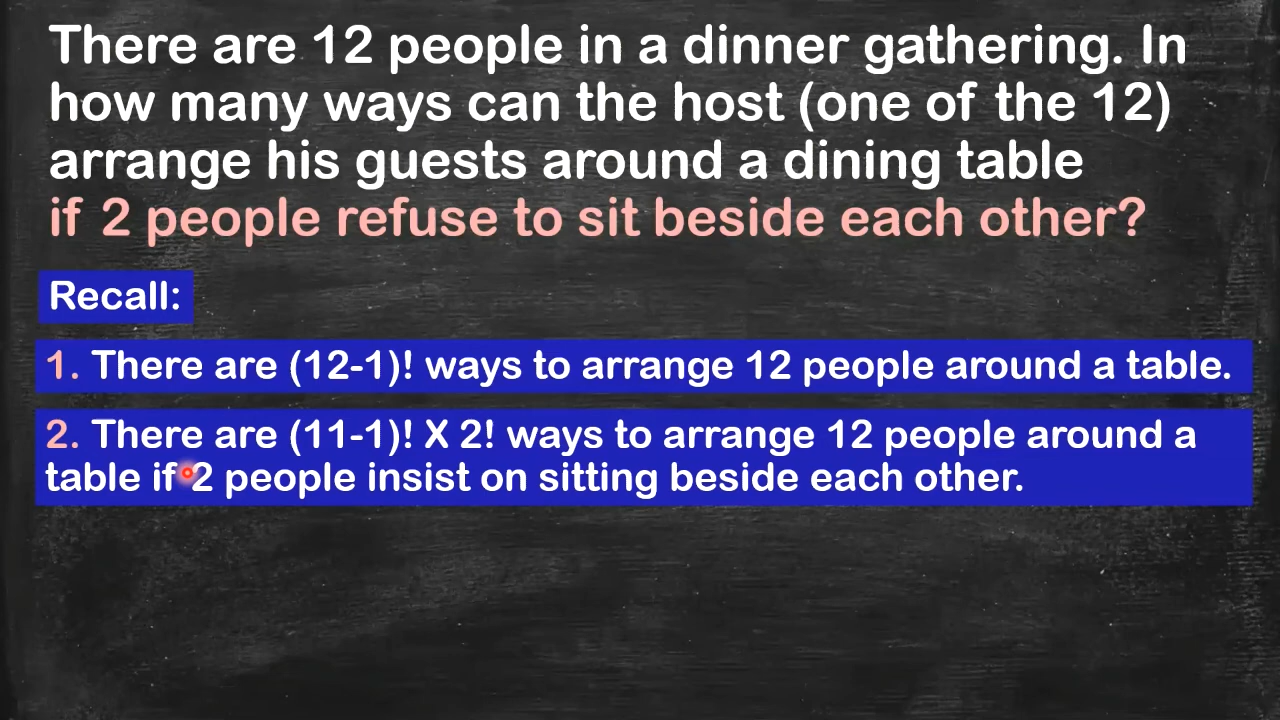 There are 12 people in a dinner gathering. In
how many ways can the host (one of the 12)
arrange his guests around a dining table
if 2 people refuse to sit beside each other?
Recall:
1. There are (12-1)! ways to arrange 12 people around a table.
2. There are (11-1)! X 2! ways to arrange 12 people around a
table if 2 people insist on sitting beside each other.